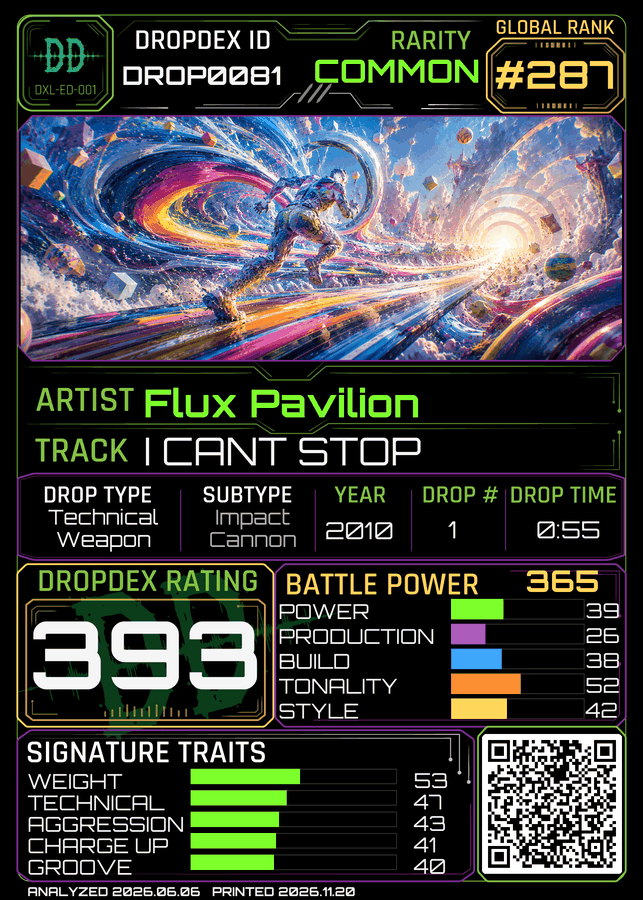 DD
DXL-ED-001
DROPDEX ID
DROP0081
RARITY
COMMON
GLOBAL RANK
#287
ARTIST Flux Pavilion
TRACK I CANT STOP
DROP TYPE
Technical
Weapon
SUBTYPE
Impact
Cannon
YEAR
2010
DROP #
1
DROP TIME
0:55
DROPDEX RATING
393
BATTLE POWER 365
POWER 39
PRODUCTION 26
BUILD 38
TONALITY 52
STYLE 42
SIGNATURE TRAITS
WEIGHT 53
TECHNICAL 47
AGGRESSION 43
CHARGE UP 41
GROOVE 40
ANALYZED 2026.06.06 PRINTED 2026.11.20